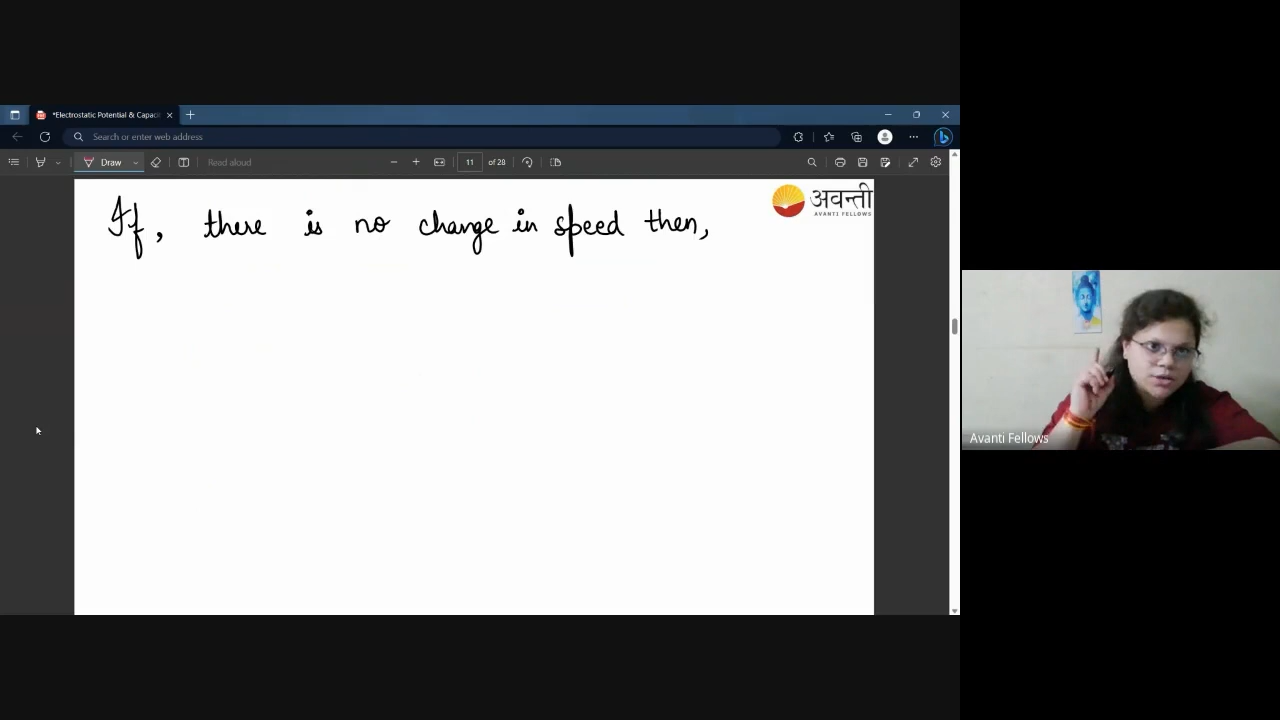 *Electrostatic Potential & Capaci
Search or enter web address
Draw
Read aloud
11 of 28
अवन्ती
AVANTI FELLOWS
If, there is no change in speed then,
Avanti Fellows